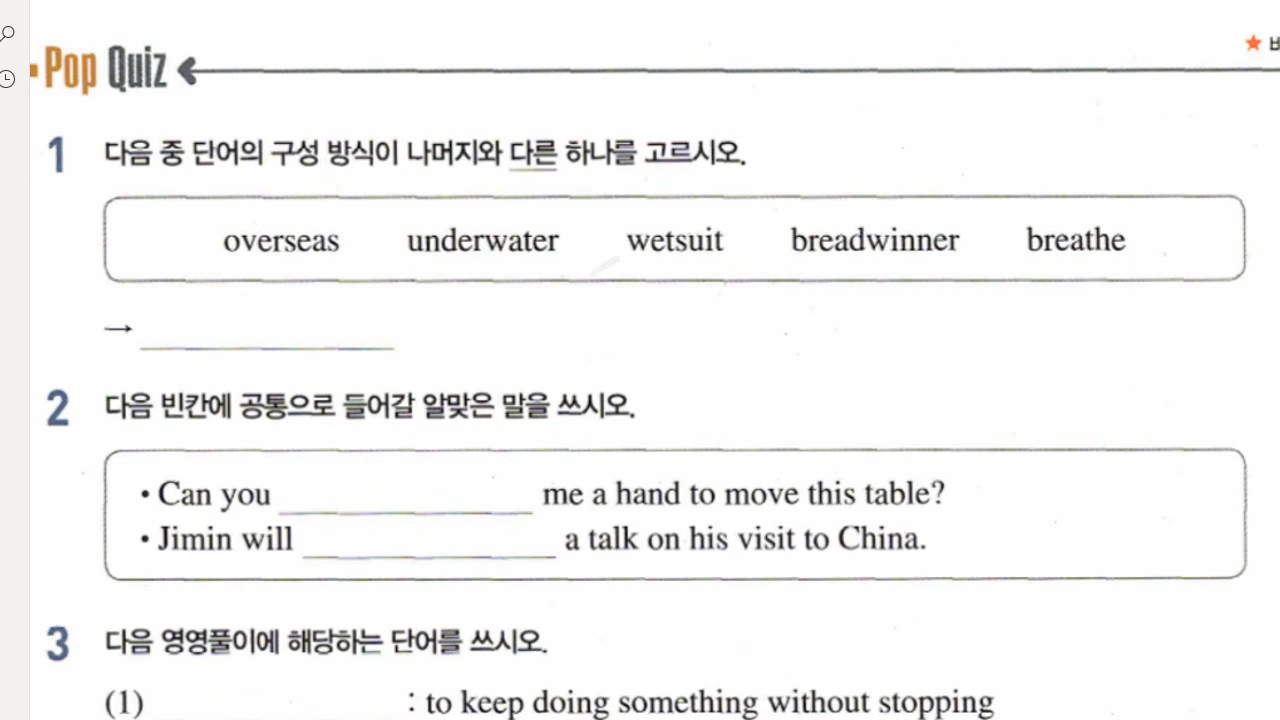 Pop Quiz
1 다음 중 단어의 구성 방식이 나머지와 다른 하나를 고르시오.
overseas underwater wetsuit breadwinner breathe
→
2 다음 빈칸에 공통으로 들어갈 알맞은 말을 쓰시오.
• Can you ____ me a hand to move this table?
• Jimin will ____ a talk on his visit to China.
3 다음 영영풀이에 해당하는 단어를 쓰시오.
(1) ____ : to keep doing something without stopping